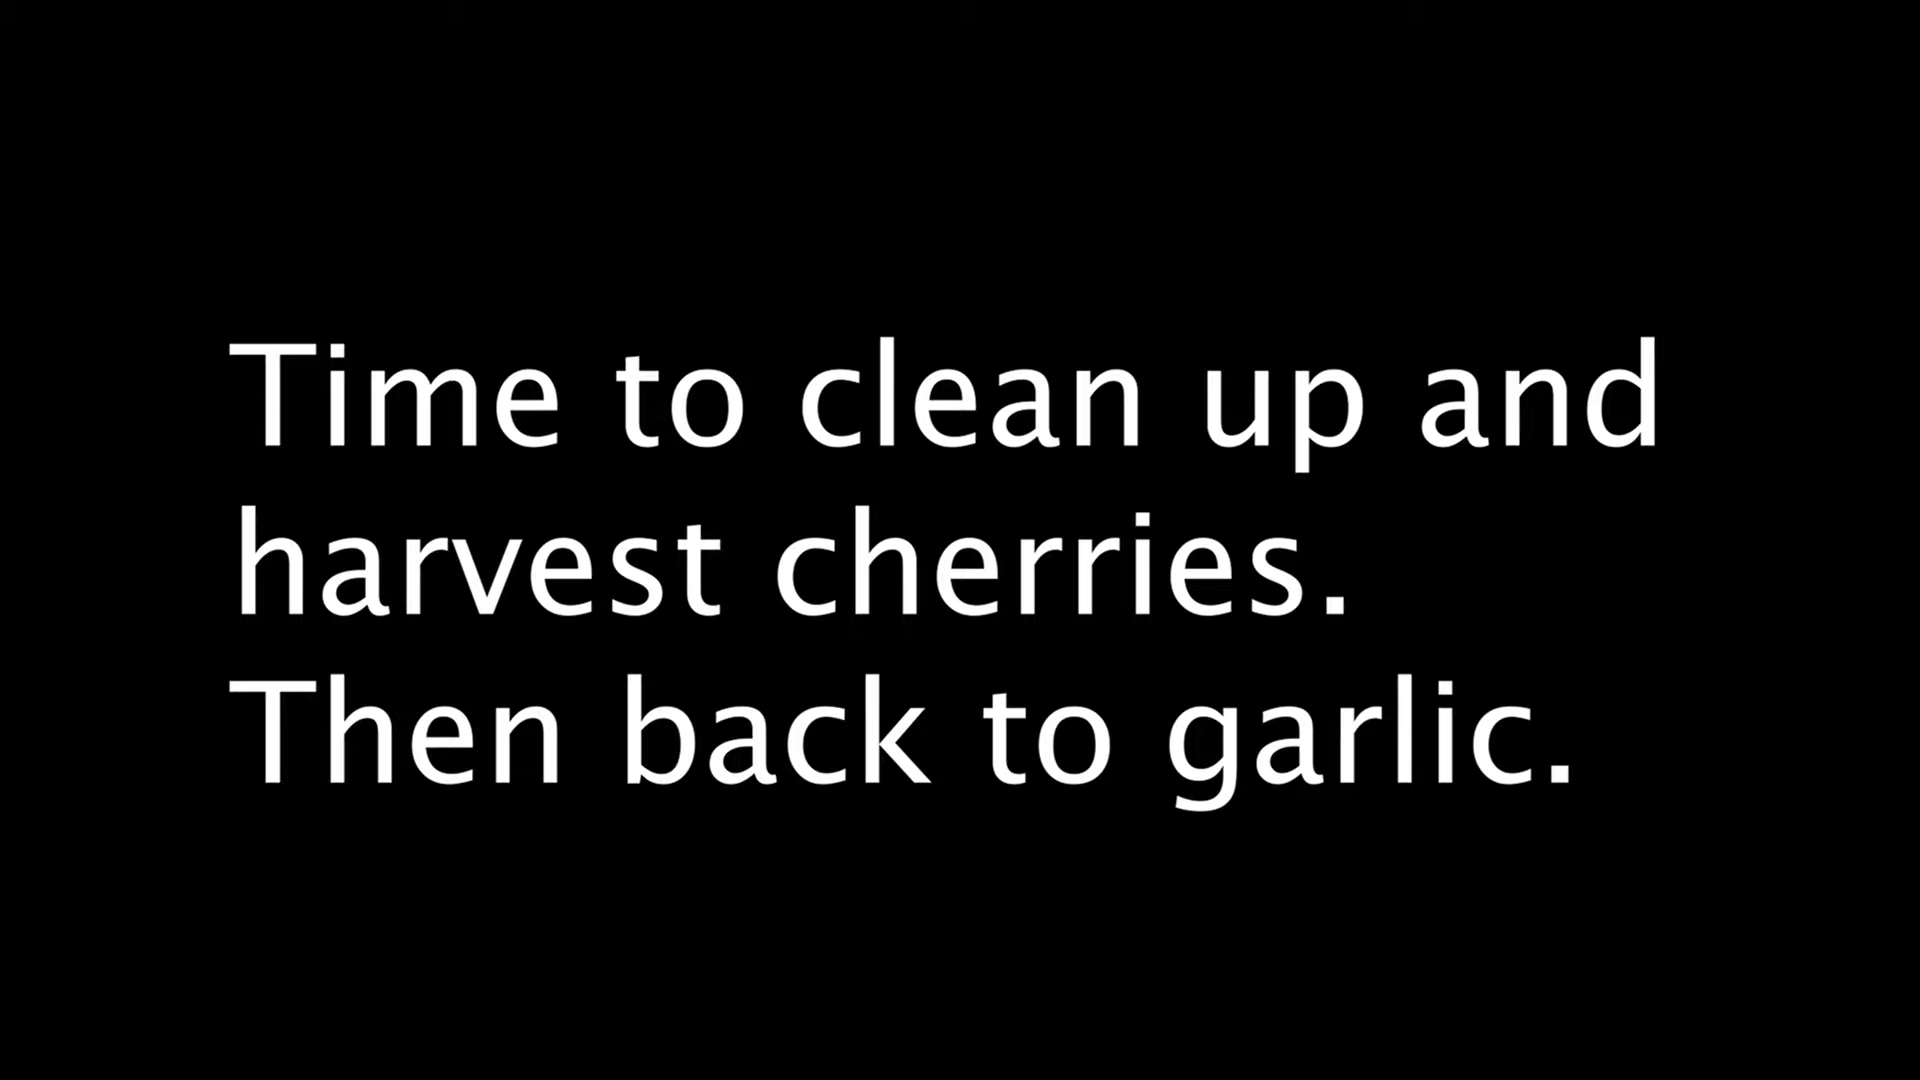 Time to clean up and
harvest cherries.
Then back to garlic.